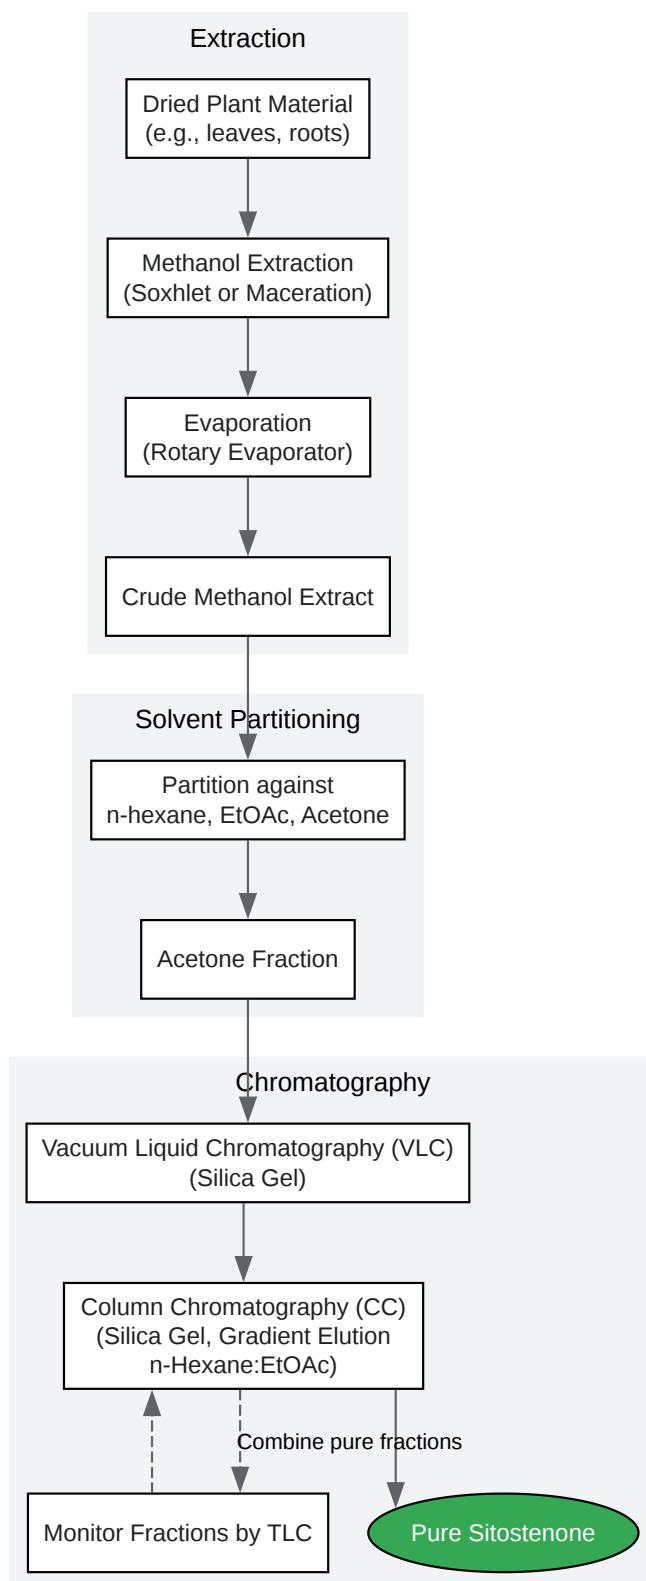 Extraction
Dried Plant Material
(e.g., leaves, roots)
Methanol Extraction
(Soxhlet or Maceration)
Evaporation
(Rotary Evaporator)
Crude Methanol Extract
Solvent Partitioning
Partition against
n-hexane, EtOAc, Acetone
Acetone Fraction
Chromatography
Vacuum Liquid Chromatography (VLC)
(Silica Gel)
Column Chromatography (CC)
(Silica Gel, Gradient Elution
n-Hexane:EtOAc)
Combine pure fractions
Monitor Fractions by TLC
Pure Sitostenone